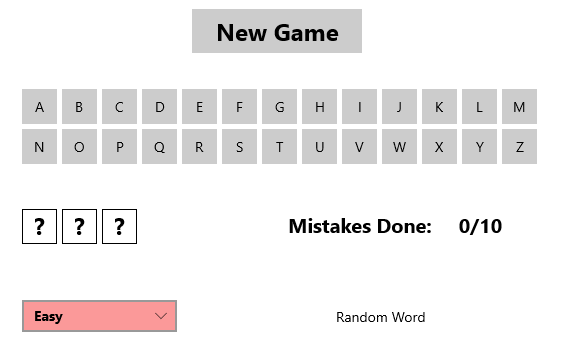 New Game
A B C D E F G H I J K L M
N O P Q R S T U V W X Y Z
? ? ? Mistakes Done: 0/10
Easy Random Word